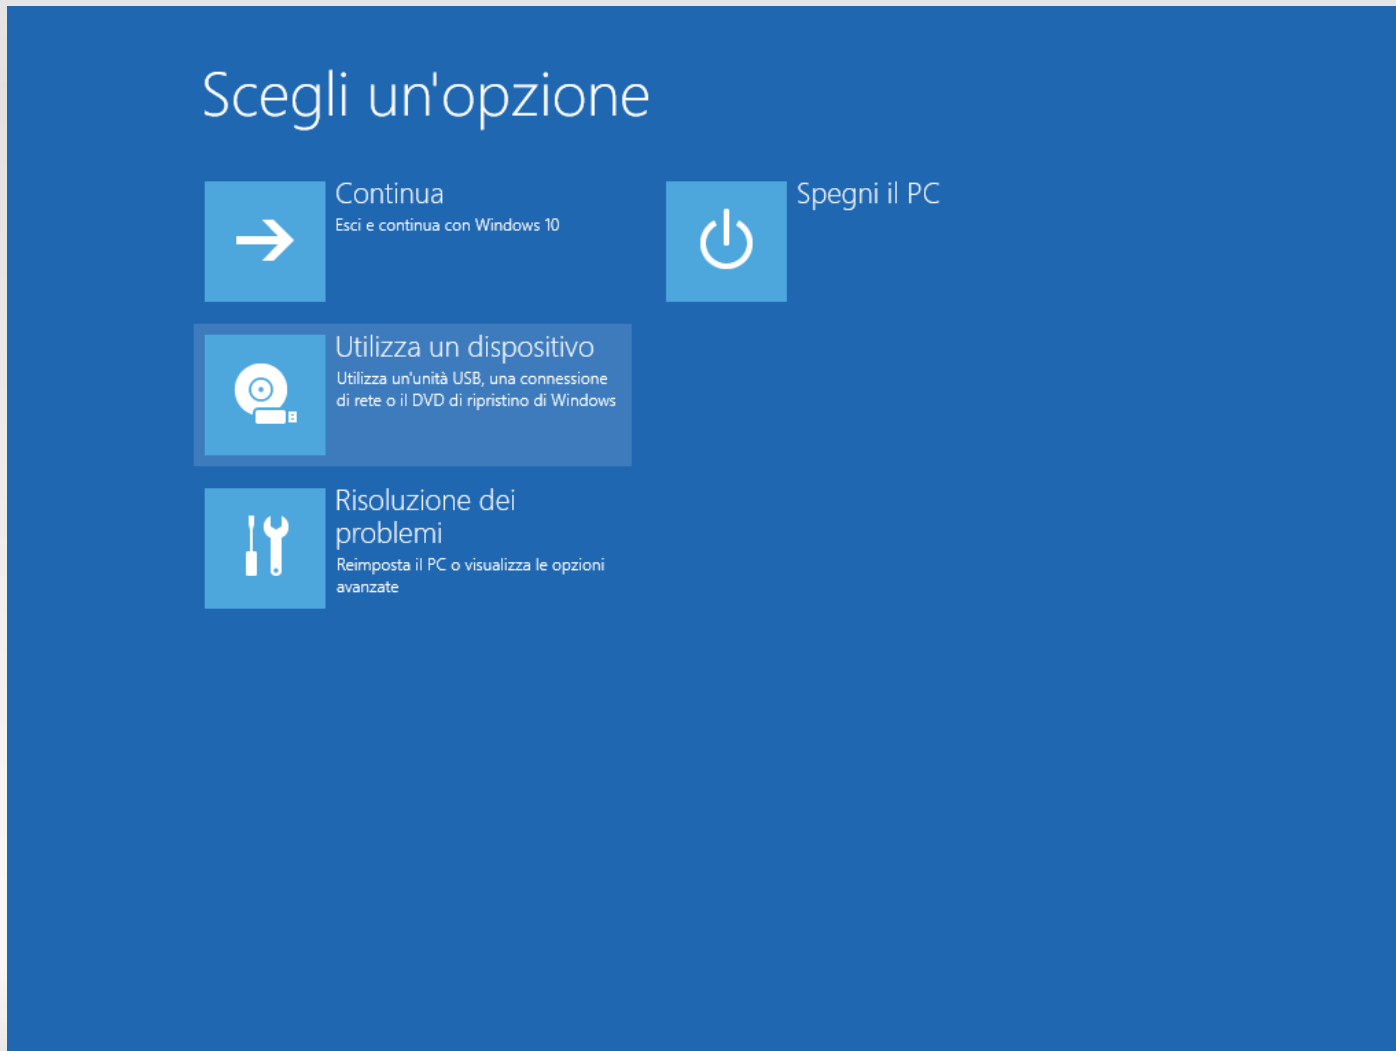 Scegli un'opzione
Continua
Esci e continua con Windows 10
Spegni il PC
Utilizza un dispositivo
Utilizza un'unità USB, una connessione
di rete o il DVD di ripristino di Windows
Risoluzione dei
problemi
Reimposta il PC o visualizza le opzioni
avanzate